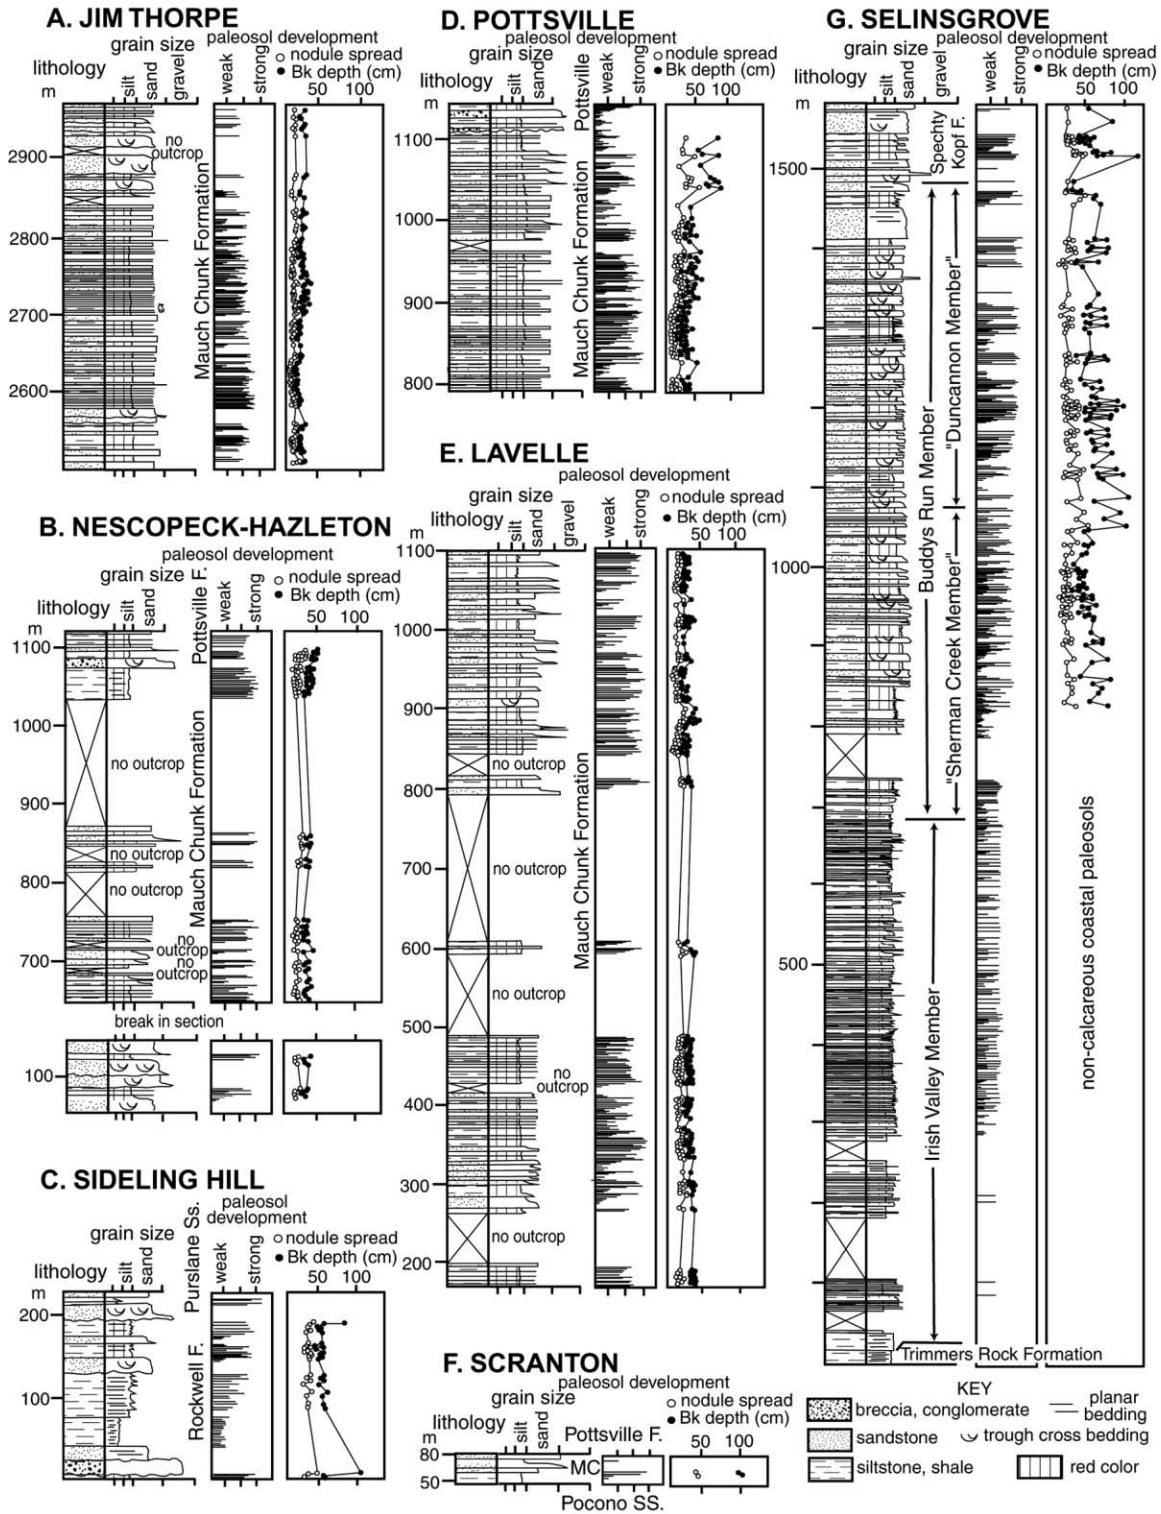 A. JIM THORPE
grain size
paleosol development
nodule spread
Bk depth (cm)
lithology
m
silt
sand
gravel
weak
strong
50
100
2900
2800
2700
2600
no
outcrop
Mauch Chunk Formation
B. NESCOPECK-HAZLETON
paleosol development
grain size
nodule spread
Bk depth (cm)
lithology
m
silt
sand
weak
strong
50
100
Pottsville F.
Mauch Chunk Formation
1100
1000
900
800
700
no outcrop
no outcrop
no outcrop
no
outcrop
no
outcrop
break in section
100
C. SIDELING HILL
paleosol
development
grain size
nodule spread
Bk depth (cm)
lithology
m
silt
sand
weak
strong
50
100
Purslane Ss.
Rockwell F.
200
100
D. POTTSVILLE
paleosol development
grain size
nodule spread
Bk depth (cm)
lithology
m
silt
sand
weak
strong
50
100
Pottsville
Mauch Chunk Formation
1100
1000
900
800
E. LAVELLE
paleosol development
grain size
nodule spread
Bk depth (cm)
lithology
m
silt
sand
gravel
weak
strong
50
100
1100
1000
900
800
700
600
500
400
300
200
no outcrop
no outcrop
no outcrop
no
outcrop
no outcrop
Mauch Chunk Formation
F. SCRANTON
paleosol development
grain size
nodule spread
Bk depth (cm)
lithology
m
silt
sand
Pottsville F.
weak
strong
50
100
80
50
MC
Pocono SS.
G. SELINSGROVE
paleosol development
grain size
nodule spread
Bk depth (cm)
lithology
m
silt
sand
gravel
weak
strong
50
100
1500
1000
500
Spechty
Kopf F.
Buddys Run Member
"Duncannon Member"
"Sherman Creek Member"
Irish Valley Member
Trimmers Rock Formation
non-calcareous coastal paleosols
KEY
breccia, conglomerate
planar
bedding
sandstone
trough cross bedding
siltstone, shale
red color